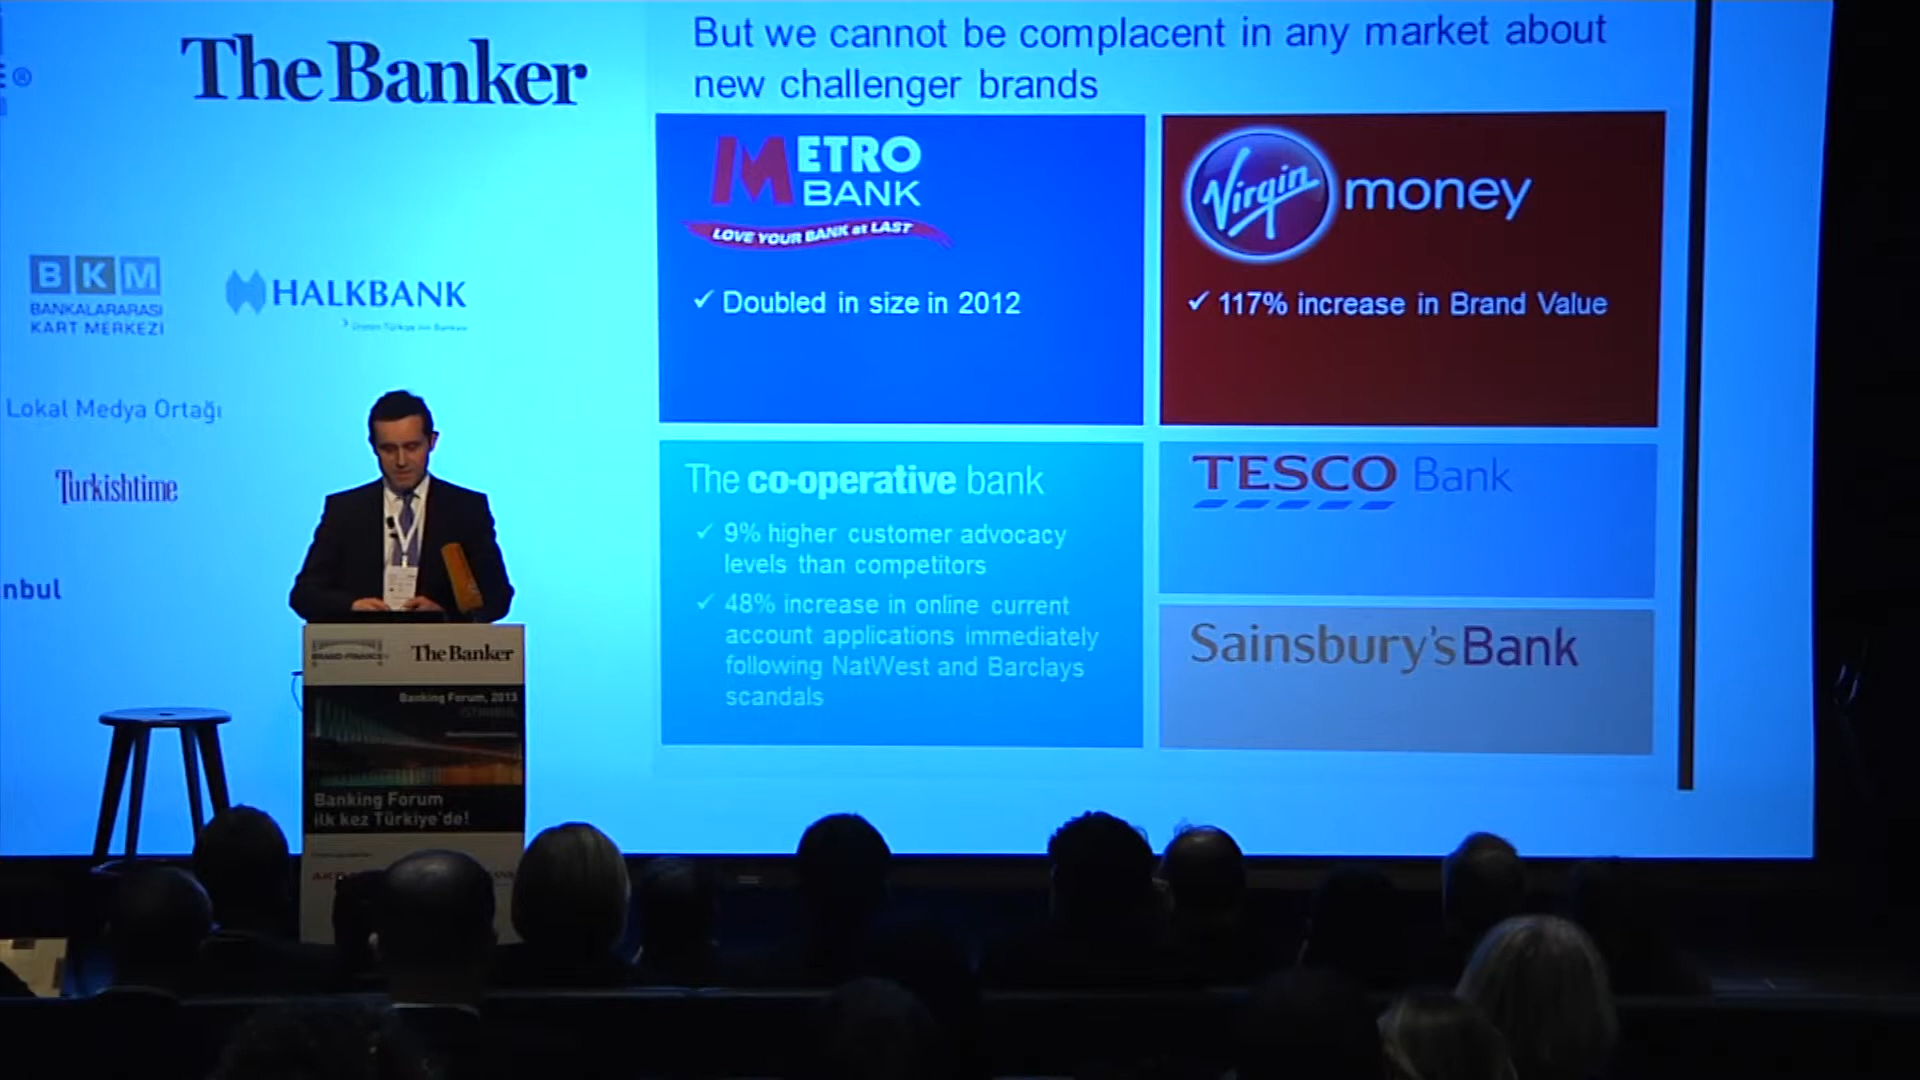 The Banker
BKM
BANKALARARASI
KART MERKEZİ
HALKBANK
Lokal Medya Ortağı
Turkishtime
nbul
But we cannot be complacent in any market about
new challenger brands
METRO
BANK
LOVE YOUR BANK at LAST
✓ Doubled in size in 2012
Virgin money
✓ 117% increase in Brand Value
The co-operative bank
✓ 9% higher customer advocacy
levels than competitors
✓ 48% increase in online current
account applications immediately
following NatWest and Barclays
scandals
TESCO Bank
Sainsbury's Bank
The Banker
Banking Forum, 2013
Banking Forum
ilk kez Türkiye'de!